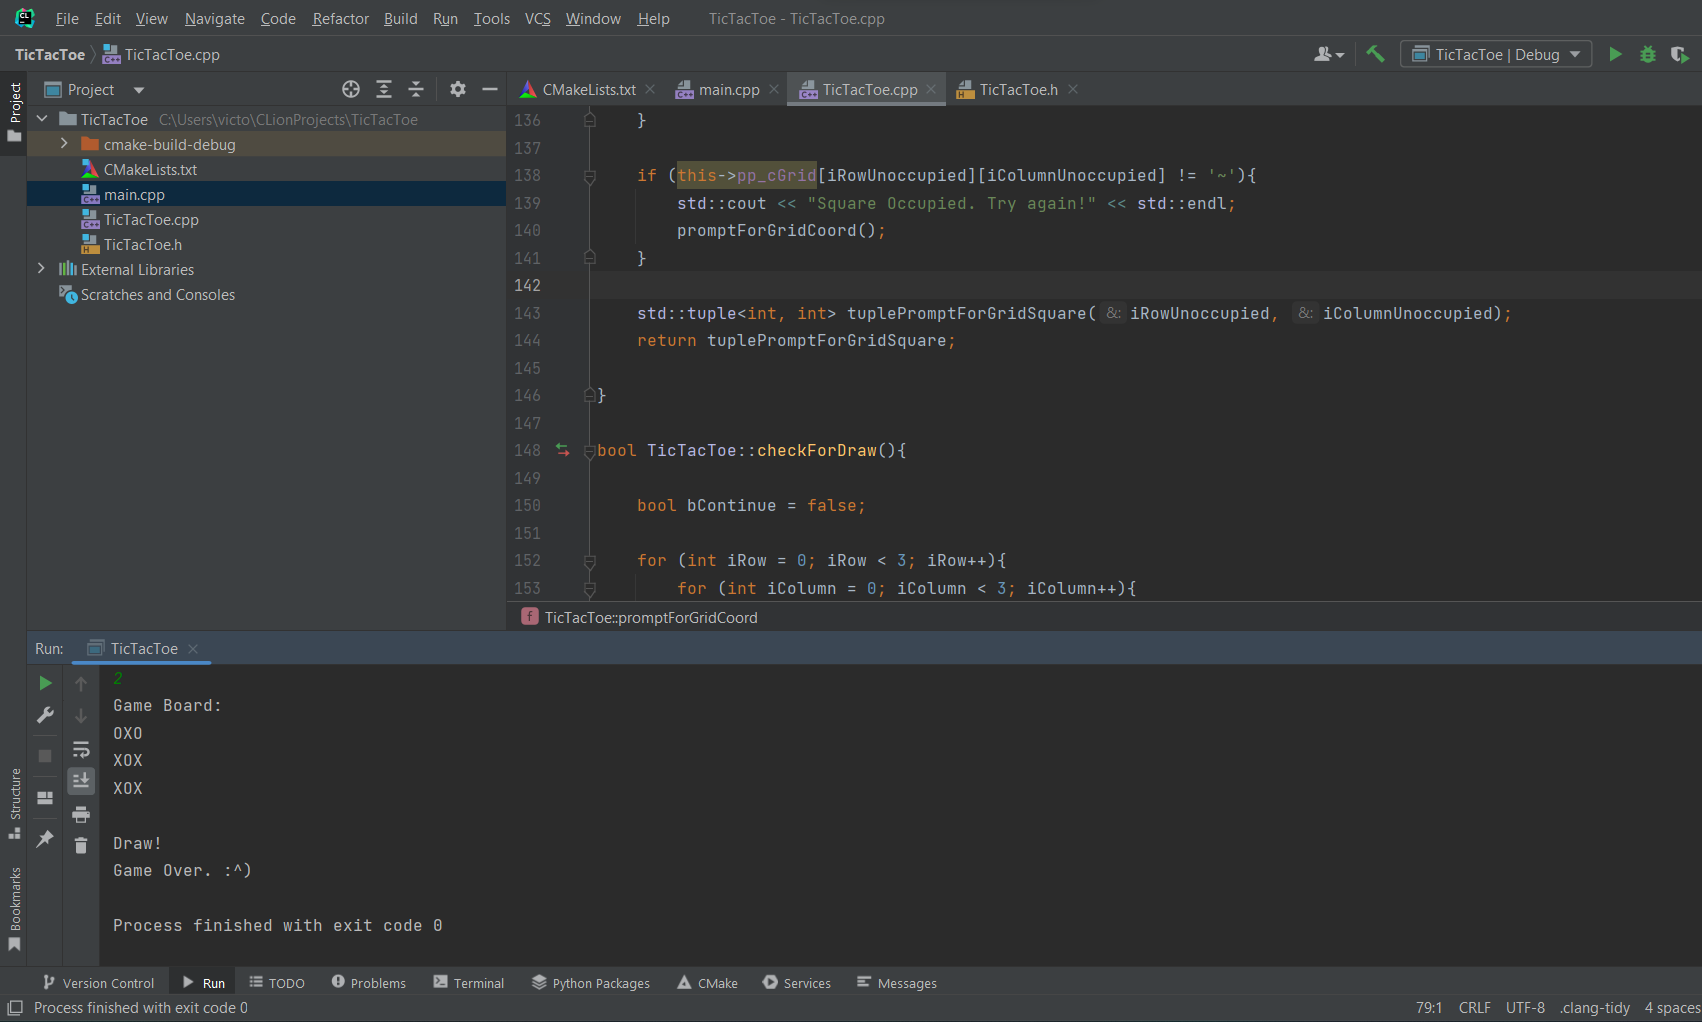 CL File Edit View Navigate Code Refactor Build Run Tools VCS Window Help TicTacToe - TicTacToe.cpp
TicTacToe TicTacToe.cpp TicTacToe | Debug
Project
Project
TicTacToe C:\Users\victo\CLionProjects\TicTacToe
cmake-build-debug
CMakeLists.txt
main.cpp
TicTacToe.cpp
TicTacToe.h
External Libraries
Scratches and Consoles
CMakeLists.txt main.cpp TicTacToe.cpp TicTacToe.h
136 }
137
138 if (this->pp_cGrid[iRowUnoccupied][iColumnUnoccupied] != '~'){
139 std::cout << "Square Occupied. Try again!" << std::endl;
140 promptForGridCoord();
141 }
142
143 std::tuple<int, int> tuplePromptForGridSquare( &: iRowUnoccupied, &: iColumnUnoccupied);
144 return tuplePromptForGridSquare;
145
146 }
147
148 bool TicTacToe::checkForDraw(){
149
150 bool bContinue = false;
151
152 for (int iRow = 0; iRow < 3; iRow++){
153 for (int iColumn = 0; iColumn < 3; iColumn++){
f TicTacToe::promptForGridCoord
Run: TicTacToe
2
Game Board:
OXO
XOX
XOX
Draw!
Game Over. :^)
Process finished with exit code 0
Structure
Bookmarks
Version Control Run TODO Problems Terminal Python Packages CMake Services Messages
Process finished with exit code 0 79:1 CRLF UTF-8 .clang-tidy 4 spaces